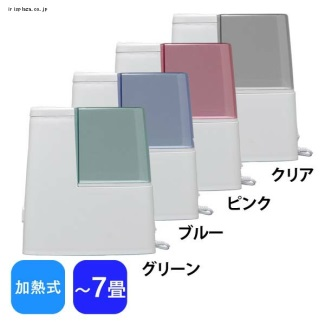 irisplaza.co.jp
クリア
ピンク
ブルー
グリーン
加熱式
～7畳